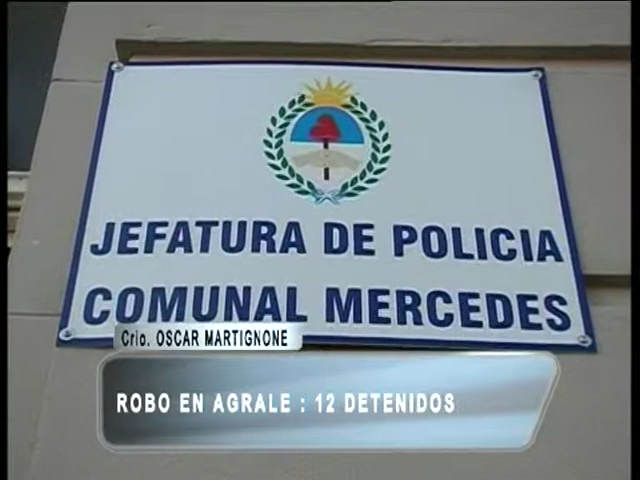 JEFATURA DE POLICIA
COMUNAL MERCEDES
Crio. OSCAR MARTIGNONE
ROBO EN AGRALE : 12 DETENIDOS